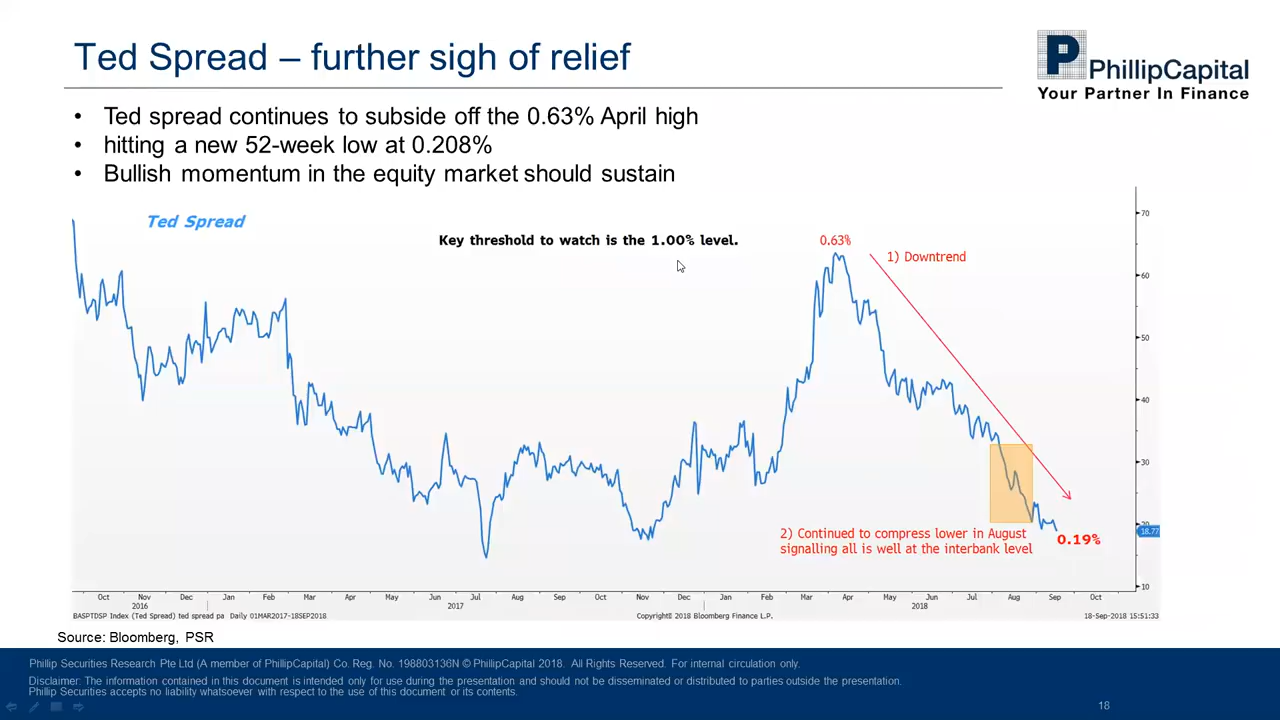 Ted Spread – further sigh of relief
PhillipCapital
Your Partner In Finance
• Ted spread continues to subside off the 0.63% April high
• hitting a new 52-week low at 0.208%
• Bullish momentum in the equity market should sustain
Ted Spread
Key threshold to watch is the 1.00% level.
0.63%
1) Downtrend
70
60
50
40
30
20
18.77
10
2) Continued to compress lower in August
signalling all is well at the interbank level
0.19%
Oct Nov Dec Jan Feb Mar Apr May Jun Jul Aug Sep Oct Nov Dec Jan Feb Mar Apr May Jun Jul Aug Sep Oct
2016 2017 2018
BASPTDSP Index (Ted Spread) ted spread pa Daily 01MAR2017-18SEP2018 Copyright© 2018 Bloomberg Finance L.P. 18-Sep-2018 15:51:33
Source: Bloomberg, PSR
Phillip Securities Research Pte Ltd (A member of PhillipCapital) Co. Reg. No. 198803136N © PhillipCapital 2018. All Rights Reserved. For internal circulation only.
Disclaimer: The information contained in this document is intended only for use during the presentation and should not be disseminated or distributed to parties outside the presentation.
Phillip Securities accepts no liability whatsoever with respect to the use of this document or its contents.
18